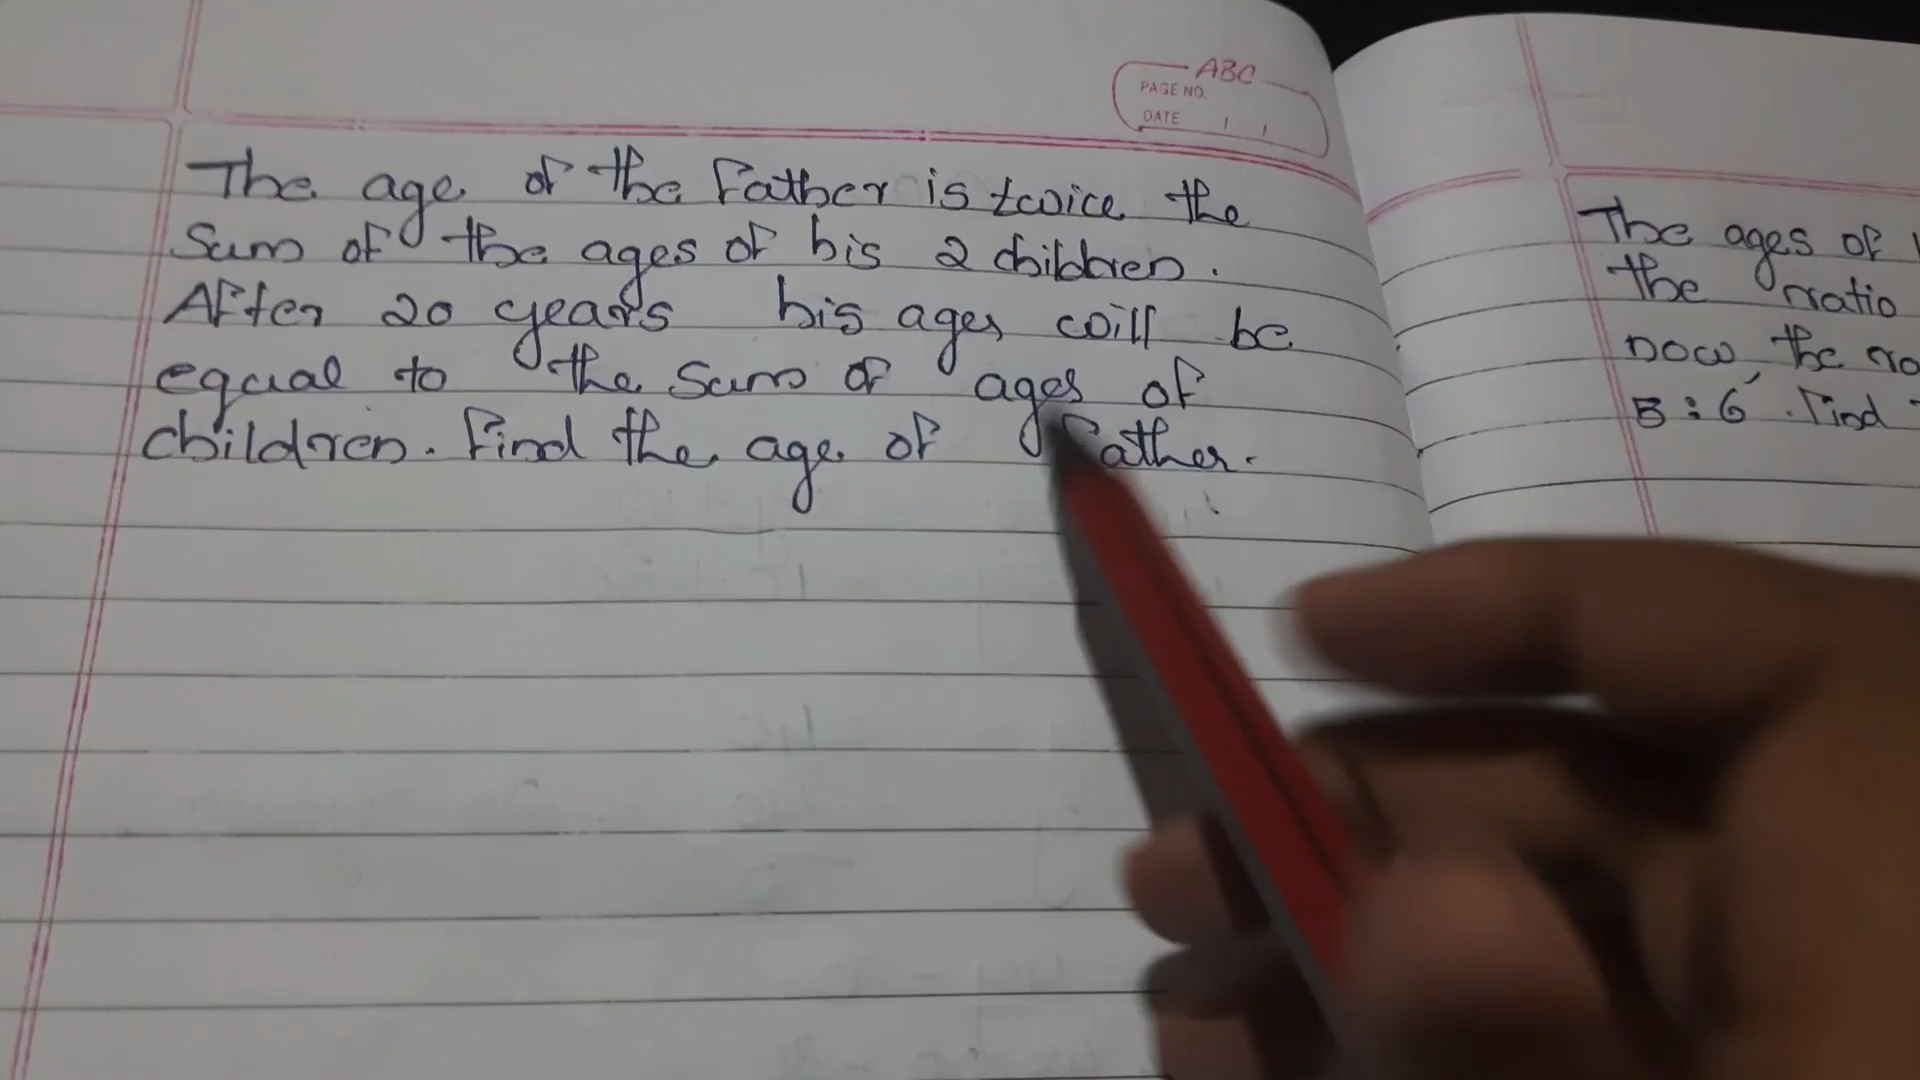 ABC
PAGE NO.
DATE / /
The age of the Father is twice the
Sum of the ages of his 2 children.
After 20 years his ages will be
equal to the sum of ages of
children. Find the age of Father.
The ages of
the ratio
now, the
5 : 6 . Find